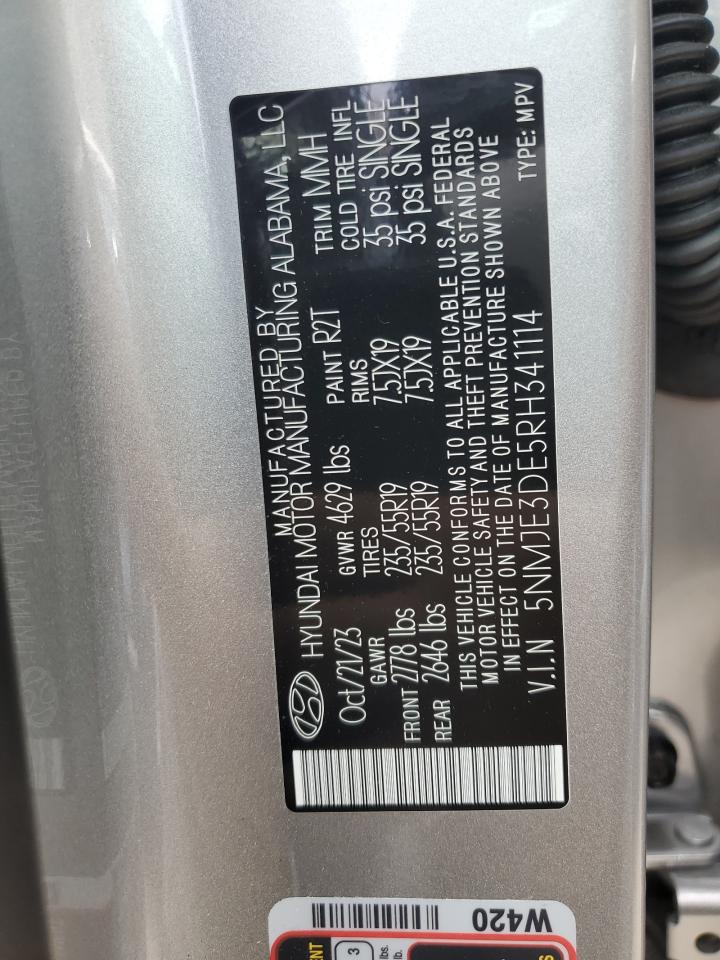 MANUFACTURED BY
HYUNDAI MOTOR MANUFACTURING ALABAMA, LLC
Oct/21/23 GVWR 4629 lbs PAINT R2T TRIM MMH
GAWR TIRES RIMS COLD TIRE INFL
FRONT 2778 lbs 235/55R19 7.5JX19 35 psi SINGLE
REAR 2646 lbs 235/55R19 7.5JX19 35 psi SINGLE
THIS VEHICLE CONFORMS TO ALL APPLICABLE U.S.A. FEDERAL
MOTOR VEHICLE SAFETY AND THEFT PREVENTION STANDARDS
IN EFFECT ON THE DATE OF MANUFACTURE SHOWN ABOVE
V.I.N 5NMJE3DE5RH341114 TYPE: MPV
W420
3
lbs.
lb.